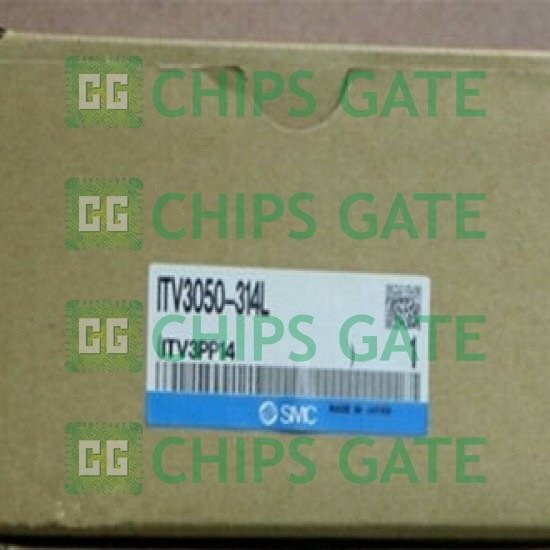 CG CHIPS GATE
CG CHIPS GATE
ITV3050-314L
CG CHIPS GATE
ITV3PP14 1
SMC MADE IN JAPAN
CG CHIPS GATE